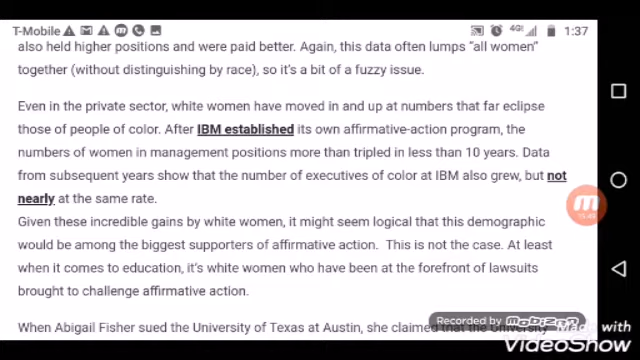 T-Mobile
4G
1:37
also held higher positions and were paid better. Again, this data often lumps “all women”
together (without distinguishing by race), so it’s a bit of a fuzzy issue.
Even in the private sector, white women have moved in and up at numbers that far eclipse
those of people of color. After IBM established its own affirmative-action program, the
numbers of women in management positions more than tripled in less than 10 years. Data
from subsequent years show that the number of executives of color at IBM also grew, but not
nearly at the same rate.
15:49
Given these incredible gains by white women, it might seem logical that this demographic
would be among the biggest supporters of affirmative action. This is not the case. At least
when it comes to education, it’s white women who have been at the forefront of lawsuits
brought to challenge affirmative action.
Recorded by mobizen
When Abigail Fisher sued the University of Texas at Austin, she claimed that the University
Made with
VideoShow